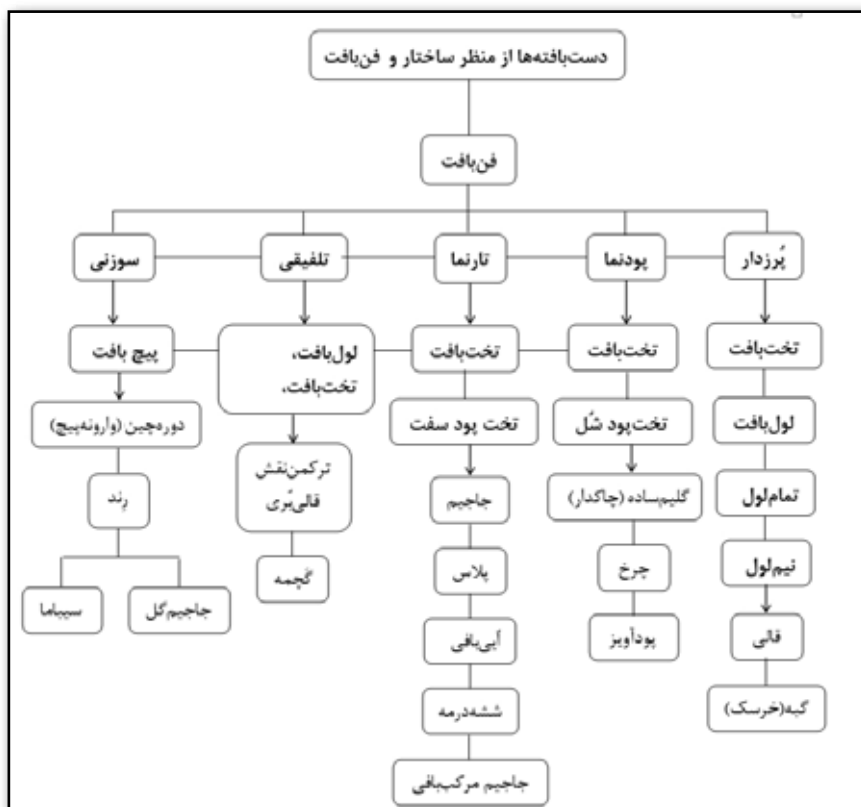 دست‌بافته‌ها از منظر ساختار و فن‌بافت
فن‌بافت
پُرزدار
پودنما
تارنما
تلفیقی
سوزنی
تخت‌بافت
تخت‌بافت
تخت‌بافت
لول‌بافت،
تخت‌بافت،
پیچ بافت
لول‌بافت
تخت‌پود شُل
تخت پود سفت
ترکمن‌نقش
قالی‌بُری
دوره‌چین (وارونه‌پیچ)
تمام‌لول
گلیم‌ساده (چاکدار)
جاجیم
گچمه
رند
نیم‌لول
چرخ
پلاس
جاجیم‌گل
سیباما
قالی
پودآویز
آیی‌بافی
گبه(خرسک)
ششه‌درمه
جاجیم مرکب‌بافی